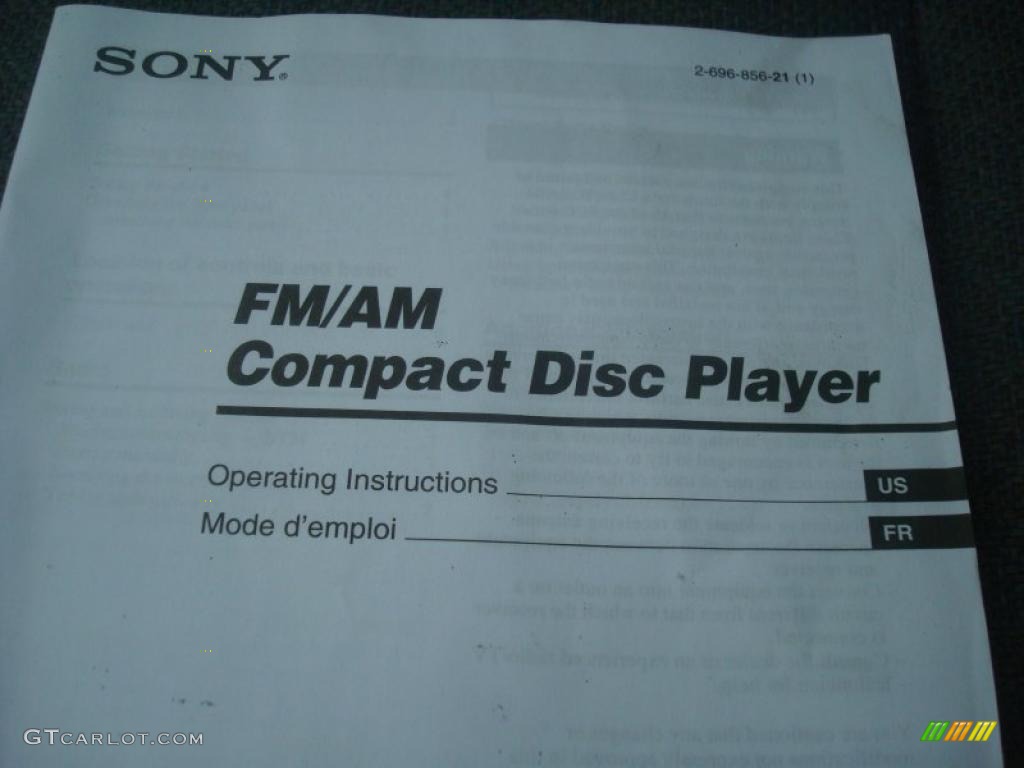 SONY®
2-696-856-21 (1)
FM/AM
Compact Disc Player
Operating Instructions US
Mode d'emploi FR
GTCARLOT.COM